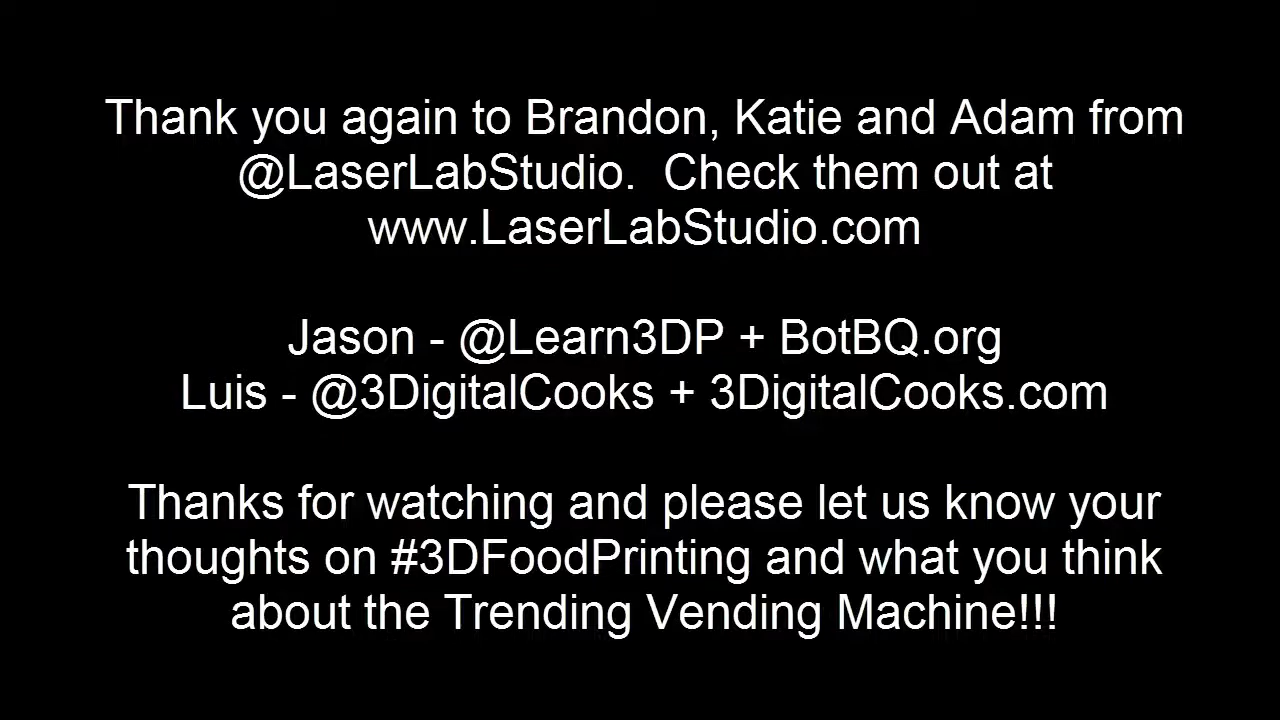 Thank you again to Brandon, Katie and Adam from
@LaserLabStudio.  Check them out at
www.LaserLabStudio.com
Jason - @Learn3DP + BotBQ.org
Luis - @3DigitalCooks + 3DigitalCooks.com
Thanks for watching and please let us know your
thoughts on #3DFoodPrinting and what you think
about the Trending Vending Machine!!!